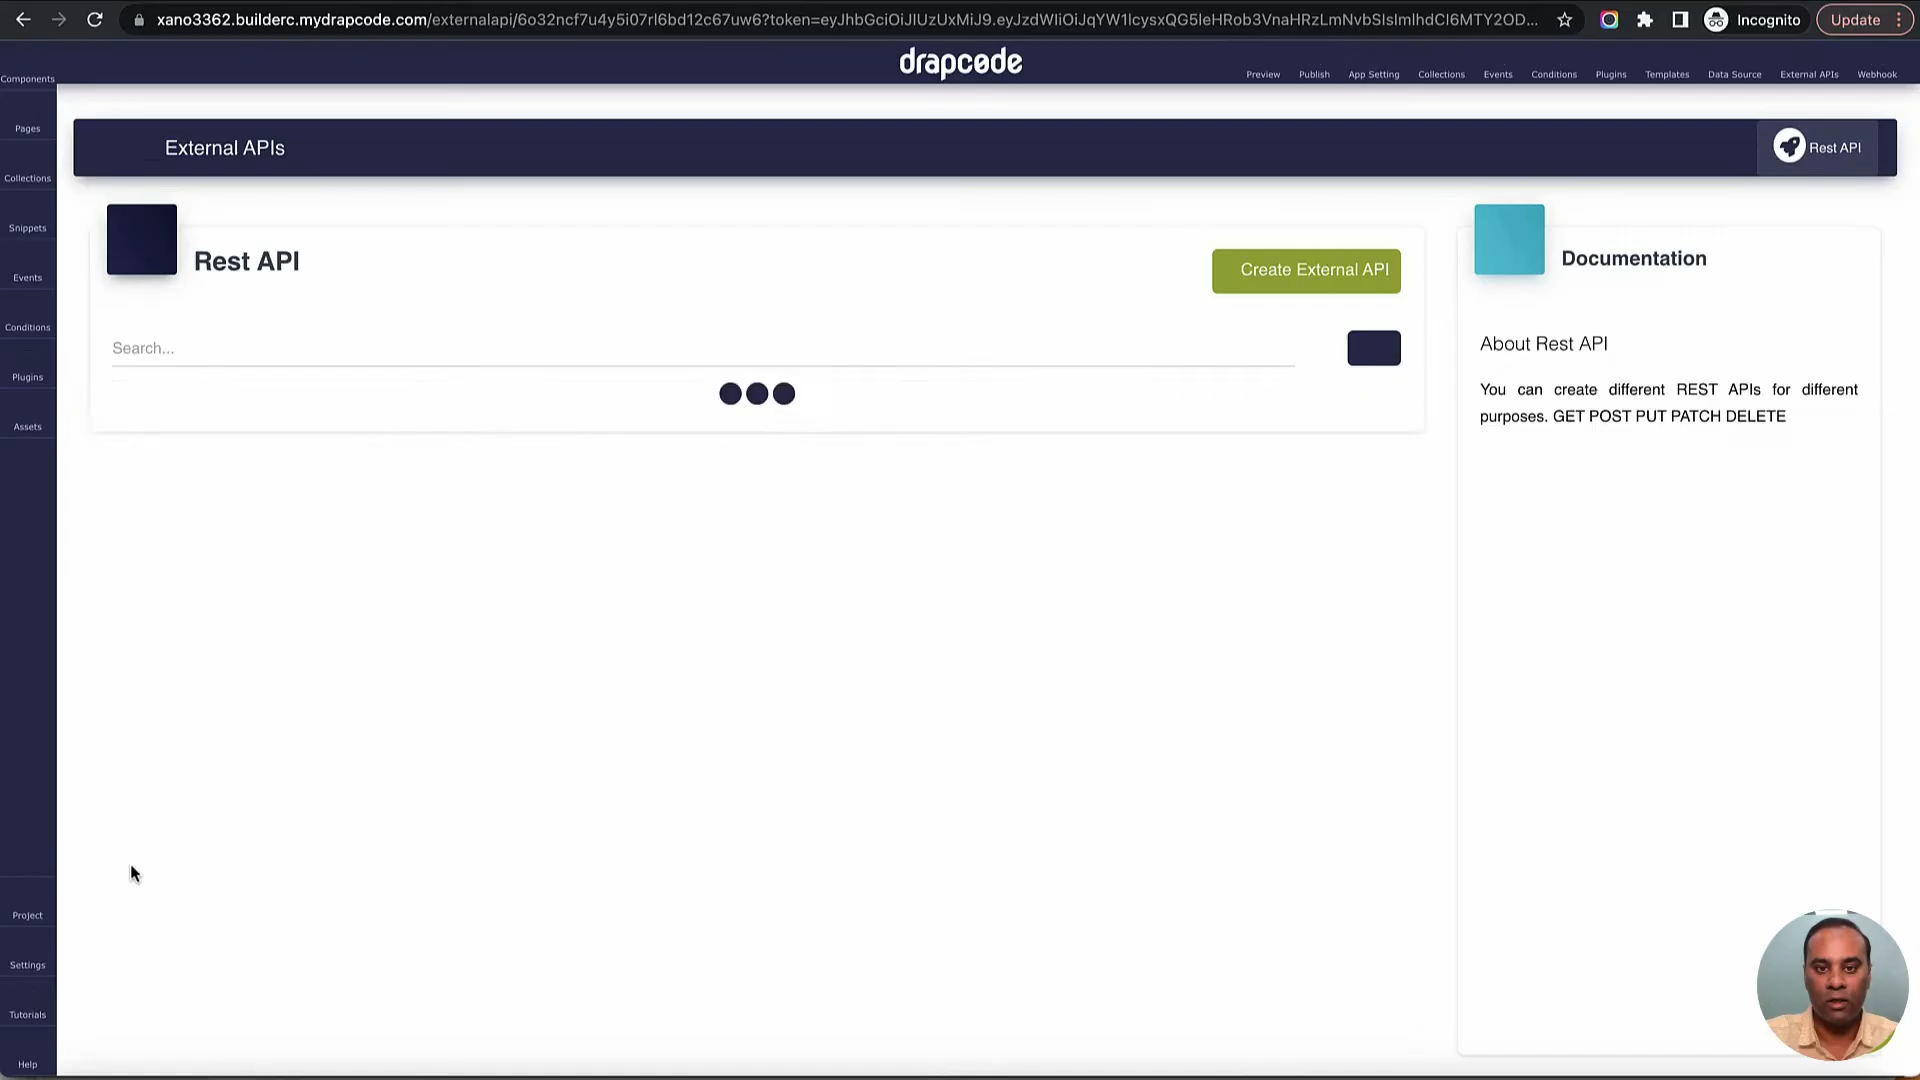 xano3362.builderc.mydrapcode.com/externalapi/6o32ncf7u4y5i07rl6bd12c67uw6?token=eyJhbGciOiJIUzUxMiJ9.eyJzdWIiOiJqYW1lcysxQG5leHRob3VnaHRzLmNvbSIsImlhdCI6MTY2OD...
Incognito
Update
drapcode
Components
Preview
Publish
App Setting
Collections
Events
Conditions
Plugins
Templates
Data Source
External APIs
Webhook
Pages
Collections
Snippets
Events
Conditions
Plugins
Assets
Project
Settings
Tutorials
Help
External APIs
Rest API
Rest API
Create External API
Search...
Documentation
About Rest API
You can create different REST APIs for different
purposes. GET POST PUT PATCH DELETE